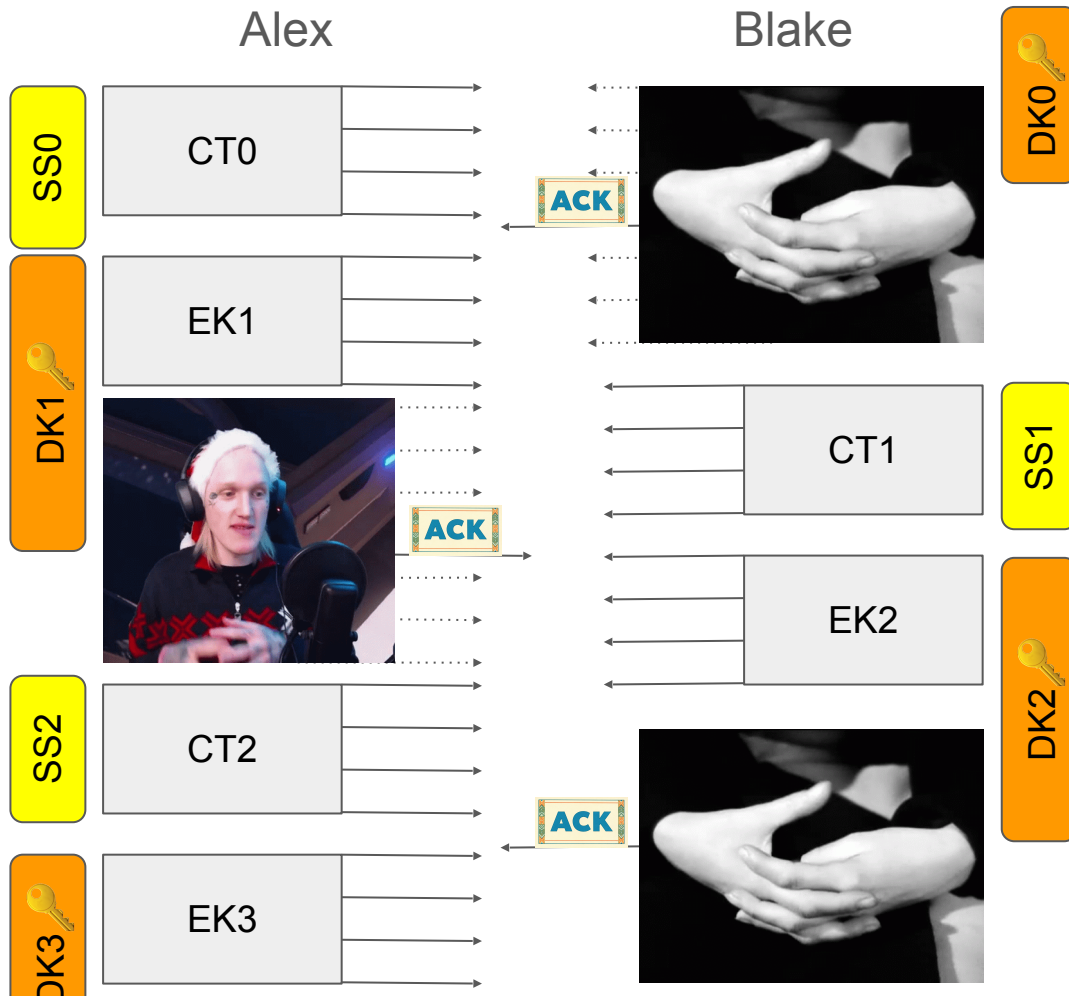 Alex
Blake
DK0
SS0
CT0
ACK
EK1
DK1
CT1
SS1
ACK
EK2
DK2
SS2
CT2
ACK
EK3
DK3